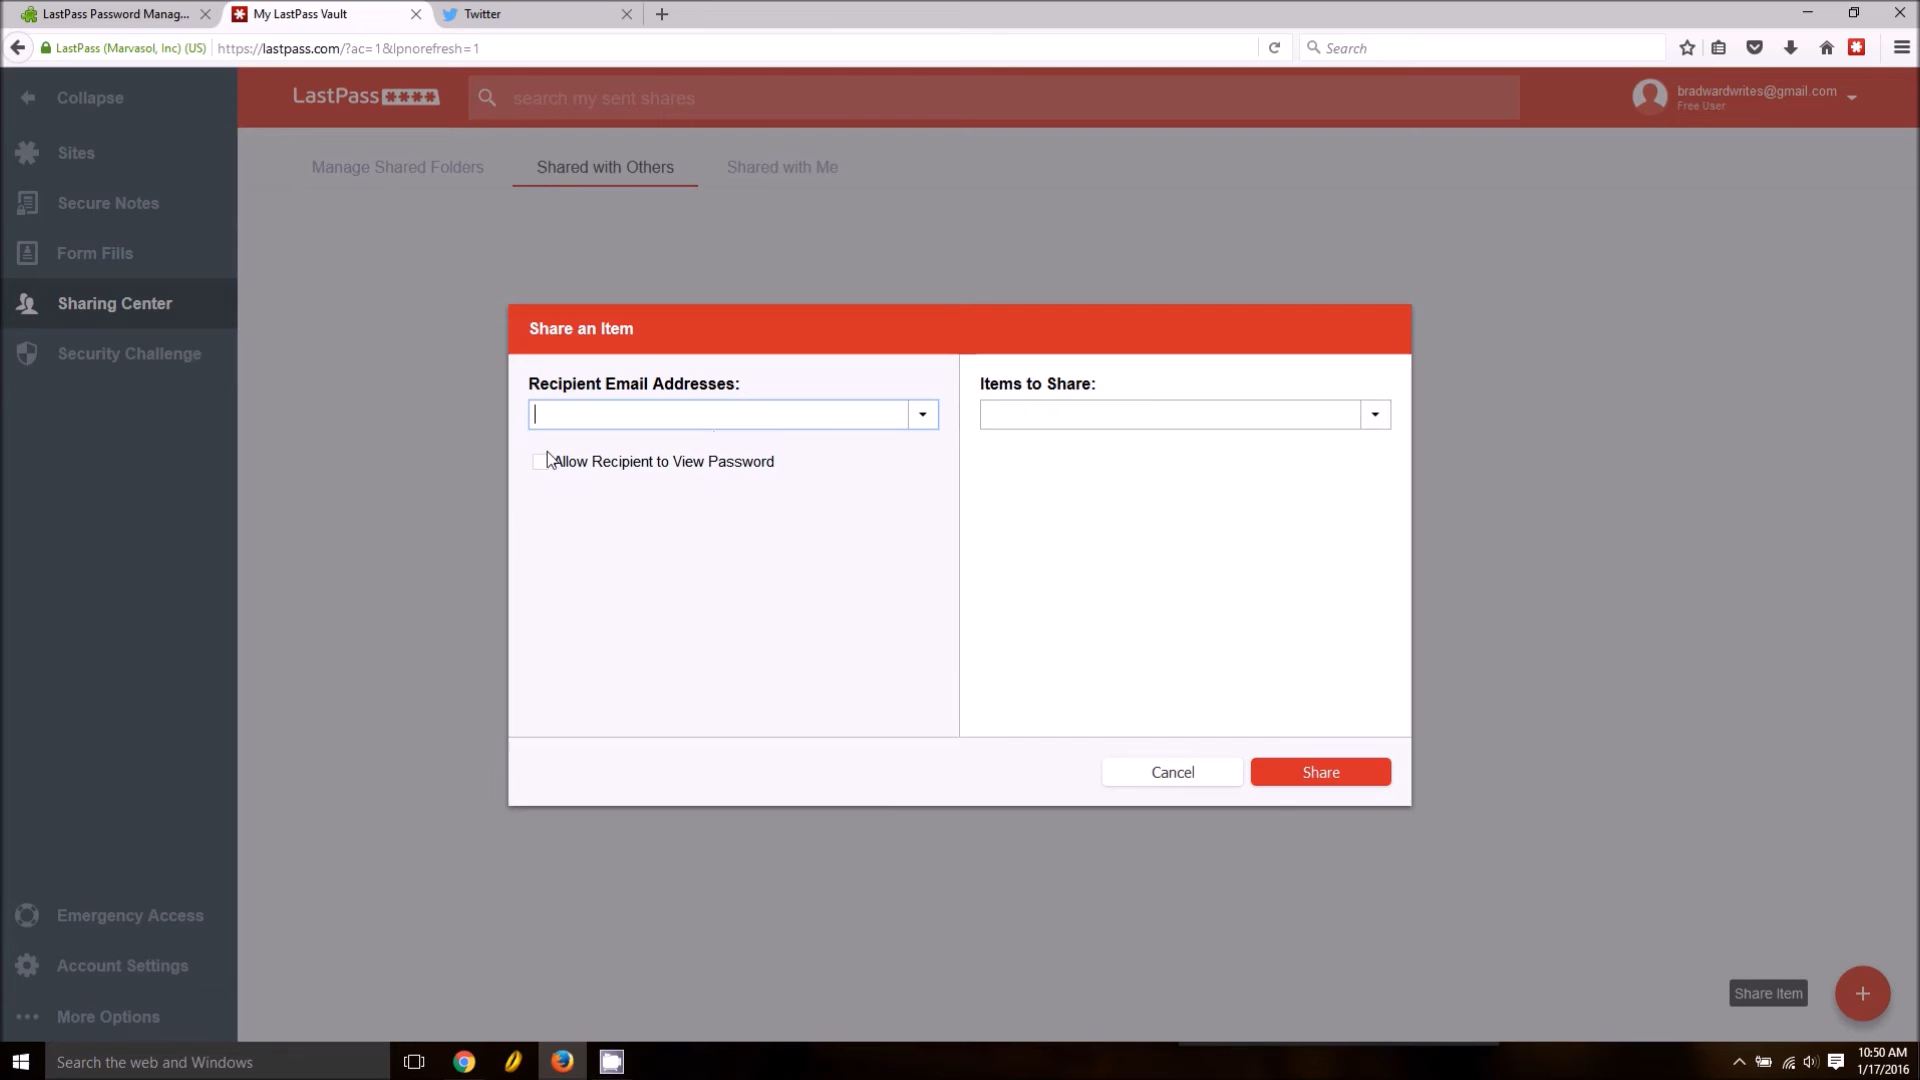 LastPass Password Manag...
My LastPass Vault
Twitter
LastPass (Marvasol, Inc) (US)
https://lastpass.com/?ac=1&lpnorefresh=1
Search
Collapse
LastPass ****
search my sent shares
bradwardwrites@gmail.com
Free User
Sites
Manage Shared Folders
Shared with Others
Shared with Me
Secure Notes
Form Fills
Sharing Center
Security Challenge
Share an Item
Recipient Email Addresses:
Items to Share:
Allow Recipient to View Password
Cancel
Share
Emergency Access
Account Settings
Share Item
More Options
Search the web and Windows
10:50 AM
1/17/2016